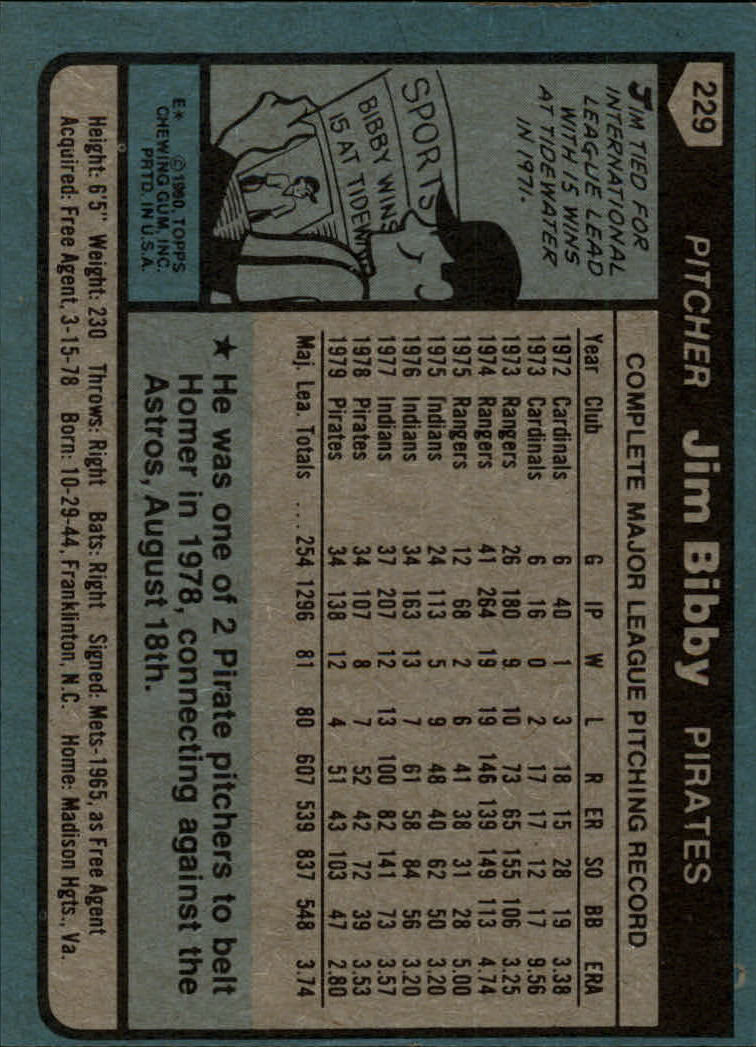 229
PITCHER Jim Bibby PIRATES
JIM TIED FOR
INTERNATIONAL
LEAGUE LEAD
WITH 15 WINS
AT TIDEWATER
IN 1971.
SPORTS
BIBBY WINS
15 AT TIDEW
E* © 1980, TOPPS
CHEWING GUM, INC.
PRTD. IN U.S.A.
COMPLETE MAJOR LEAGUE PITCHING RECORD
Year Club G IP W L R ER SO BB ERA
1972 Cardinals 6 40 1 3 18 15 28 19 3.38
1973 Cardinals 6 16 0 2 17 17 12 17 9.56
1973 Rangers 26 180 9 10 73 65 155 106 3.25
1974 Rangers 41 264 19 19 146 139 149 113 4.74
1975 Rangers 12 68 2 6 41 38 31 28 5.00
1975 Indians 24 113 5 9 48 40 62 50 3.20
1976 Indians 34 163 13 7 61 58 84 56 3.20
1977 Indians 37 207 12 13 100 82 141 73 3.57
1978 Pirates 34 107 8 7 52 42 72 39 3.53
1979 Pirates 34 138 12 4 51 43 103 47 2.80
Maj. Lea. Totals ... 254 1296 81 80 607 539 837 548 3.74
★ He was one of 2 Pirate pitchers to belt
Homer in 1978, connecting against the
Astros, August 18th.
Height: 6'5" Weight: 230 Throws: Right Bats: Right Signed: Mets-1965, as Free Agent
Acquired: Free Agent, 3-15-78 Born: 10-29-44, Franklinton, N.C. Home: Madison Hgts., Va.